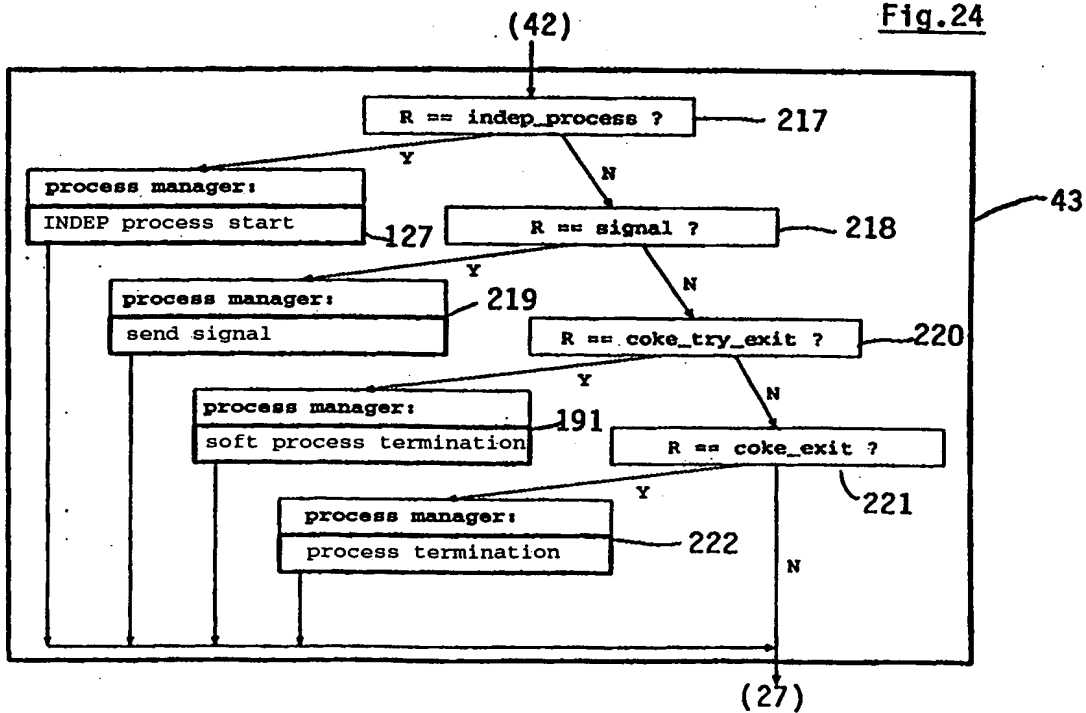 Fig.24
(42)
R == indep_process ?
217
Y
N
process manager:
INDEP process start
127
43
R == signal ?
218
Y
N
process manager:
send signal
219
R == coke_try_exit ?
220
Y
N
process manager:
soft process termination
191
R == coke_exit ?
221
Y
N
process manager:
process termination
222
(27)